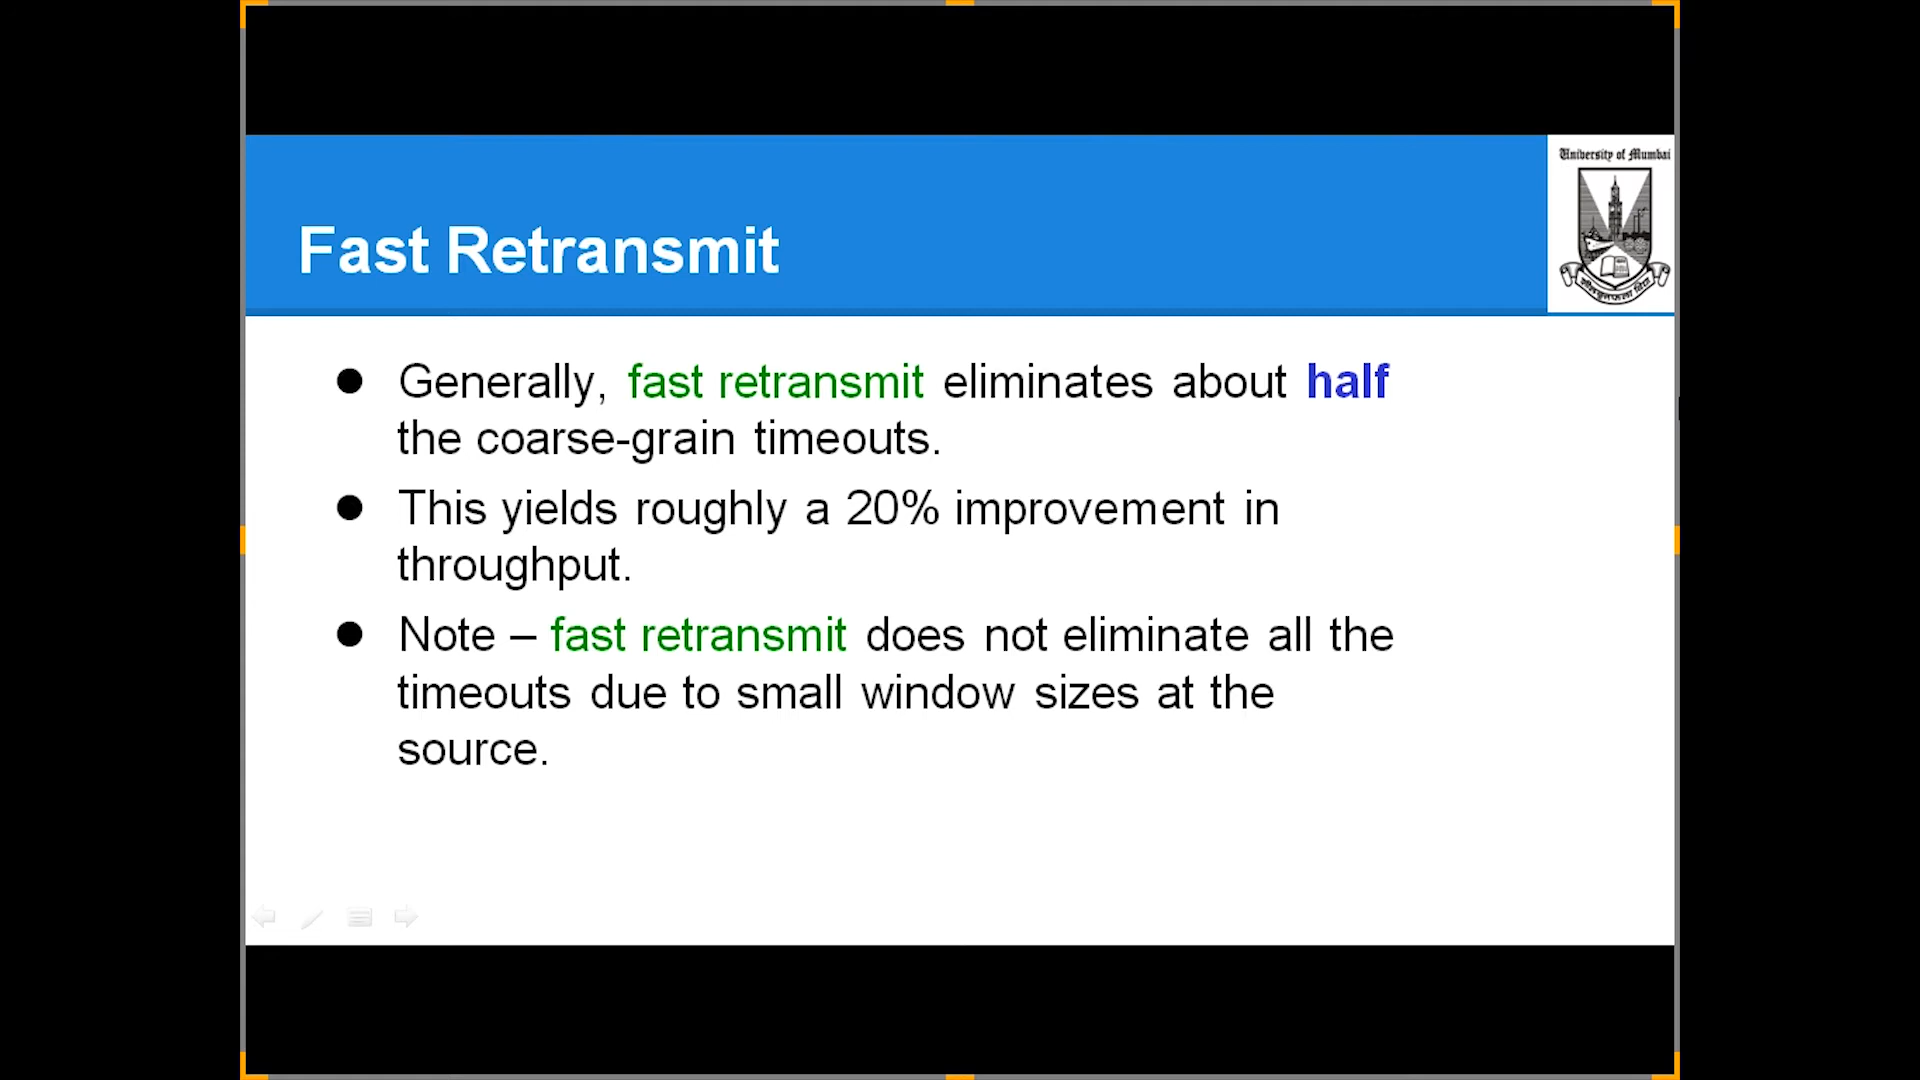 University of Mumbai
Fast Retransmit
● Generally, fast retransmit eliminates about half
the coarse-grain timeouts.
● This yields roughly a 20% improvement in
throughput.
● Note – fast retransmit does not eliminate all the
timeouts due to small window sizes at the
source.